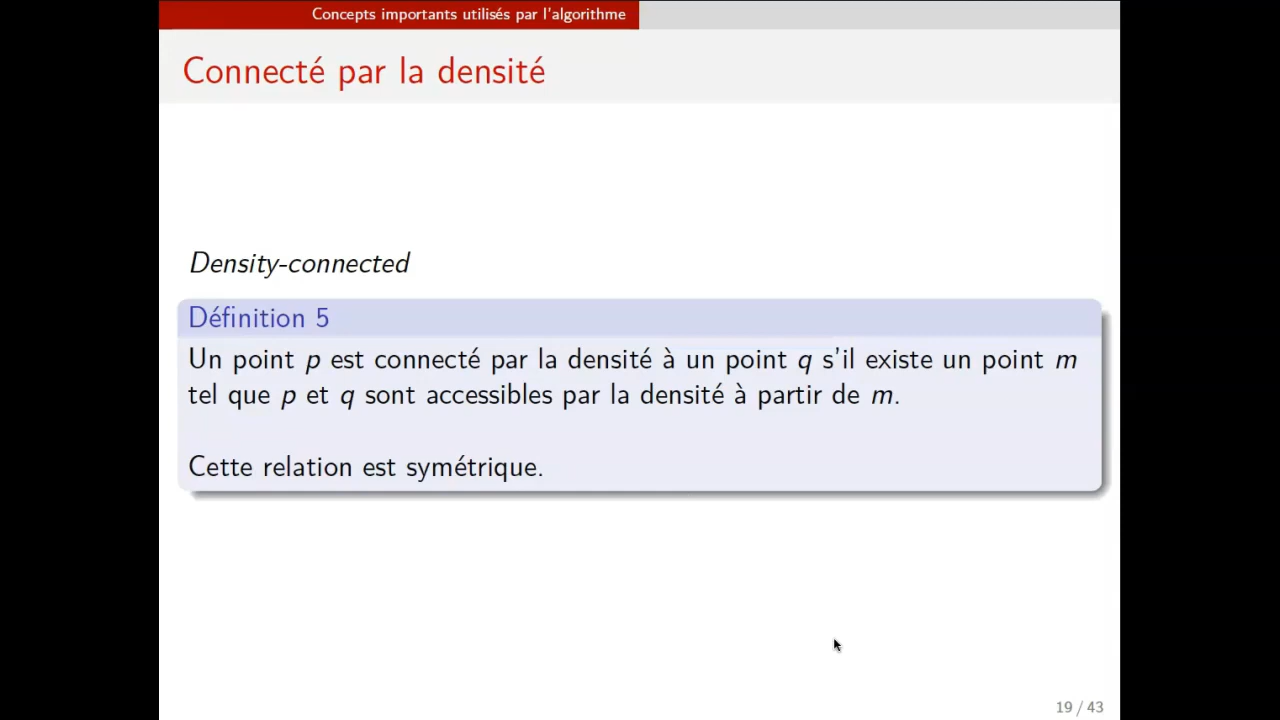 Concepts importants utilisés par l'algorithme
Connecté par la densité
Density-connected
Définition 5
Un point p est connecté par la densité à un point q s'il existe un point m
tel que p et q sont accessibles par la densité à partir de m.
Cette relation est symétrique.
19 / 43